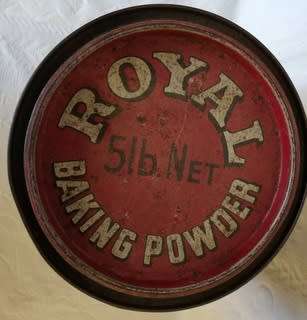 ROYAL
5lb. NET
BAKING POWDER